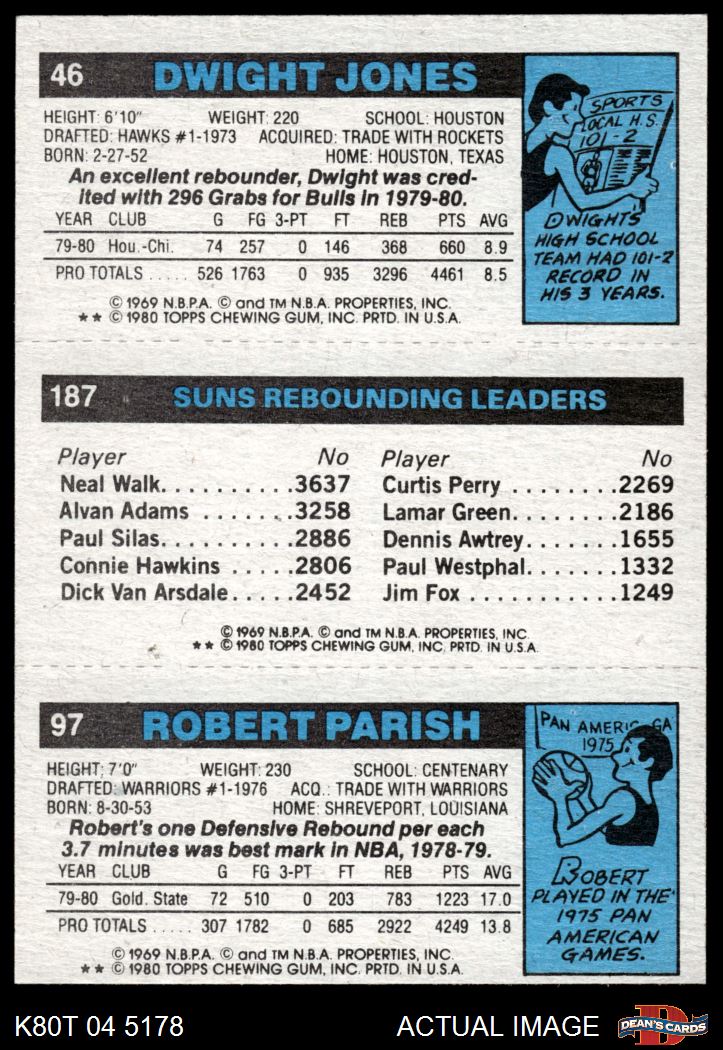 46 DWIGHT JONES
HEIGHT: 6'10" WEIGHT: 220 SCHOOL: HOUSTON
DRAFTED: HAWKS #1-1973 ACQUIRED: TRADE WITH ROCKETS
BORN: 2-27-52 HOME: HOUSTON, TEXAS
An excellent rebounder, Dwight was cred-
ited with 296 Grabs for Bulls in 1979-80.
YEAR CLUB G FG 3-PT FT REB PTS AVG
79-80 Hou.-Chi. 74 257 0 146 368 660 8.9
PRO TOTALS ..... 526 1763 0 935 3296 4461 8.5
© 1969 N.B.P.A. © and TM N.B.A. PROPERTIES, INC.
** © 1980 TOPPS CHEWING GUM, INC. PRTD. IN U.S.A.
SPORTS
LOCAL H.S.
101-2
DWIGHTS
HIGH SCHOOL
TEAM HAD 101-2
RECORD IN
HIS 3 YEARS.
187 SUNS REBOUNDING LEADERS
Player No Player No
Neal Walk. . . . . . . . . .3637 Curtis Perry . . . . . . . .2269
Alvan Adams . . . . . . . .3258 Lamar Green. . . . . . . .2186
Paul Silas. . . . . . . . . .2886 Dennis Awtrey. . . . . . .1655
Connie Hawkins . . . . . .2806 Paul Westphal. . . . . . .1332
Dick Van Arsdale . . . . .2452 Jim Fox . . . . . . . . . . .1249
© 1969 N.B.P.A. © and TM N.B.A. PROPERTIES, INC.
** © 1980 TOPPS CHEWING GUM, INC. PRTD. IN U.S.A.
97 ROBERT PARISH
HEIGHT: 7'0" WEIGHT: 230 SCHOOL: CENTENARY
DRAFTED: WARRIORS #1-1976 ACQ.: TRADE WITH WARRIORS
BORN: 8-30-53 HOME: SHREVEPORT, LOUISIANA
Robert's one Defensive Rebound per each
3.7 minutes was best mark in NBA, 1978-79.
YEAR CLUB G FG 3-PT FT REB PTS AVG
79-80 Gold. State 72 510 0 203 783 1223 17.0
PRO TOTALS ..... 307 1782 0 685 2922 4249 13.8
© 1969 N.B.P.A. © and TM N.B.A. PROPERTIES, INC.
** © 1980 TOPPS CHEWING GUM, INC. PRTD. IN U.S.A.
PAN AMERIC GA
1975
ROBERT
PLAYED IN THE
1975 PAN
AMERICAN
GAMES.
K80T 04 5178 ACTUAL IMAGE D DEAN'S CARDS